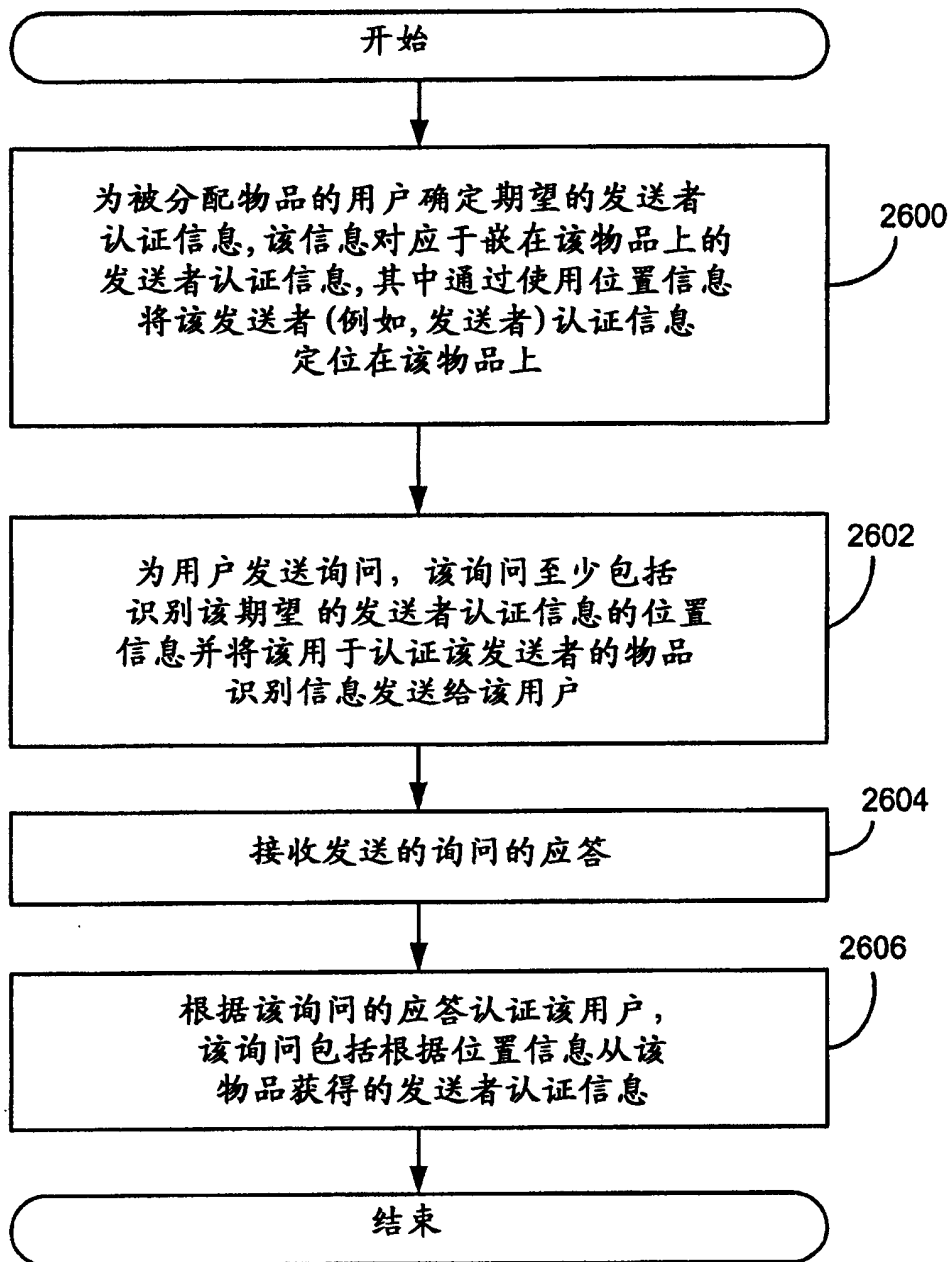 开始
为被分配物品的用户确定期望的发送者
认证信息,该信息对应于嵌在该物品上的
发送者认证信息,其中通过使用位置信息
将该发送者(例如,发送者)认证信息
定位在该物品上
2600
为用户发送询问，该询问至少包括
识别该期望 的发送者认证信息的位置
信息并将该用于认证该发送者的物品
识别信息发送给该用户
2602
接收发送的询问的应答
2604
根据该询问的应答认证该用户，
该询问包括根据位置信息从该
物品获得的发送者认证信息
2606
结束